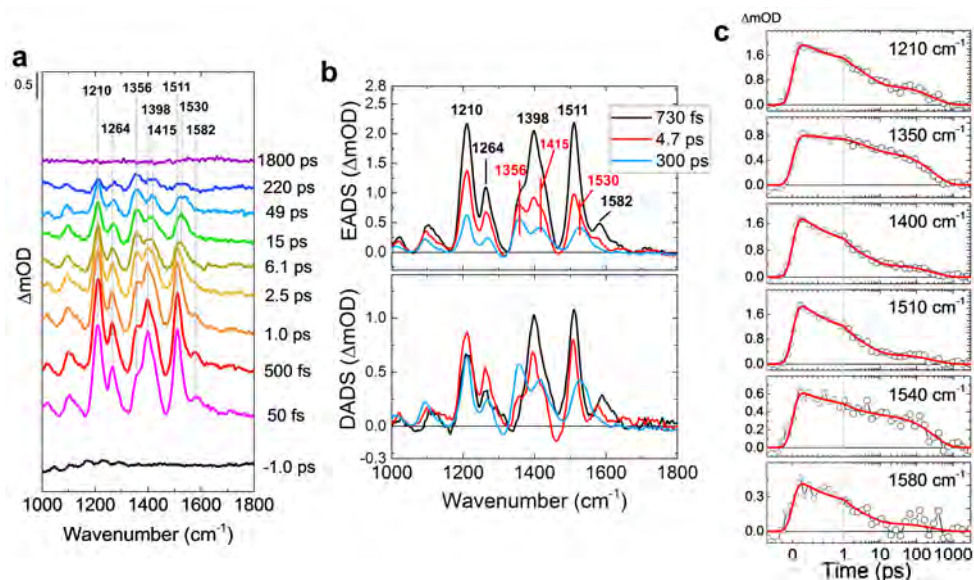 a
0.5
1210
1356
1511
1398
1530
1264
1415
1582
1800 ps
220 ps
49 ps
15 ps
6.1 ps
2.5 ps
1.0 ps
500 fs
50 fs
-1.0 ps
ΔmOD
1000 1200 1400 1600 1800
Wavenumber (cm⁻¹)
b
2.8
2.5
2.0
1.5
1.0
0.5
0.0
EADS (ΔmOD)
1210
1264
1398
1511
1356
1415
1530
1582
730 fs
4.7 ps
300 ps
1.0
0.5
0.0
-0.3
DADS (ΔmOD)
1000 1200 1400 1600 1800
Wavenumber (cm⁻¹)
c
ΔmOD
1210 cm⁻¹
1.6
0.8
0.0
1350 cm⁻¹
0.8
0.4
0.0
1400 cm⁻¹
1.6
0.8
0.0
1510 cm⁻¹
1.6
0.8
0.0
1540 cm⁻¹
0.6
0.4
0.2
0.0
1580 cm⁻¹
0.3
0.0
0 1 10 100 1000
Time (ps)